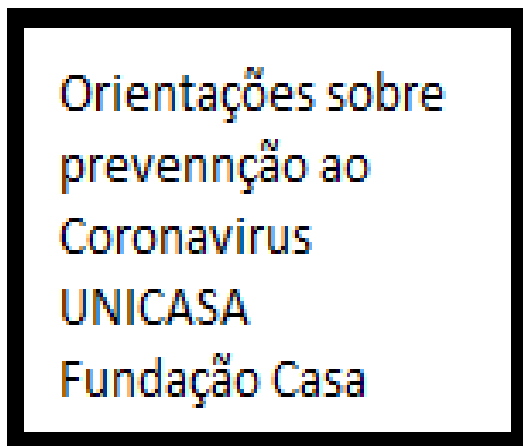 Orientações sobre
prevennção ao
Coronavirus
UNICASA
Fundação Casa